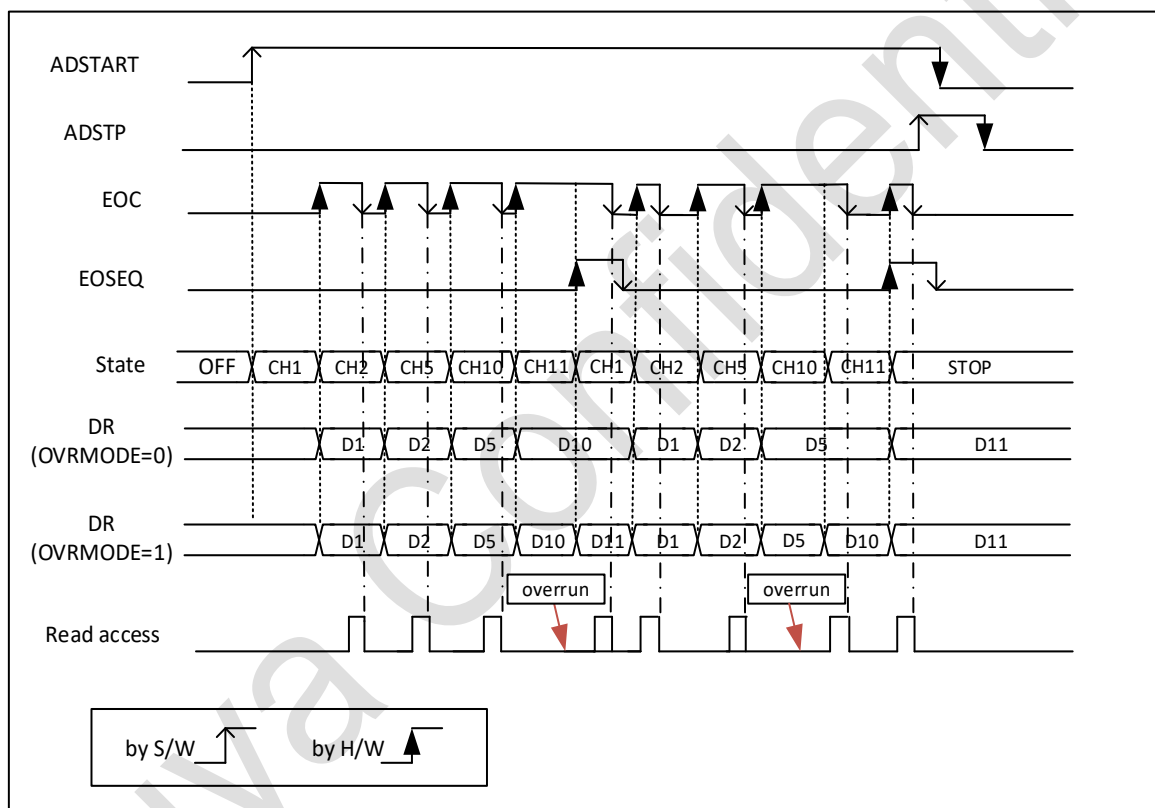 ADSTART
ADSTP
EOC
EOSEQ
State OFF CH1 CH2 CH5 CH10 CH11 CH1 CH2 CH5 CH10 CH11 STOP
DR
(OVRMODE=0) D1 D2 D5 D10 D1 D2 D5 D11
DR
(OVRMODE=1) D1 D2 D5 D10 D11 D1 D2 D5 D10 D11
overrun overrun
Read access
by S/W by H/W